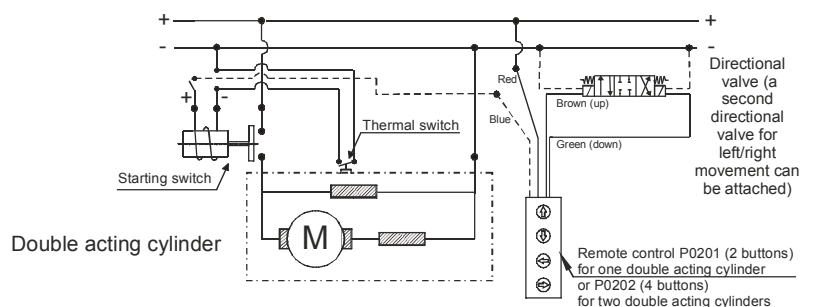 +
+
-
-
Red
Blue
Brown (up)
Green (down)
Directional
valve (a
second
directional
valve for
left/right
movement can
be attached)
+
-
Thermal switch
Starting switch
M
Double acting cylinder
Remote control P0201 (2 buttons)
for one double acting cylinder
or P0202 (4 buttons)
for two double acting cylinders